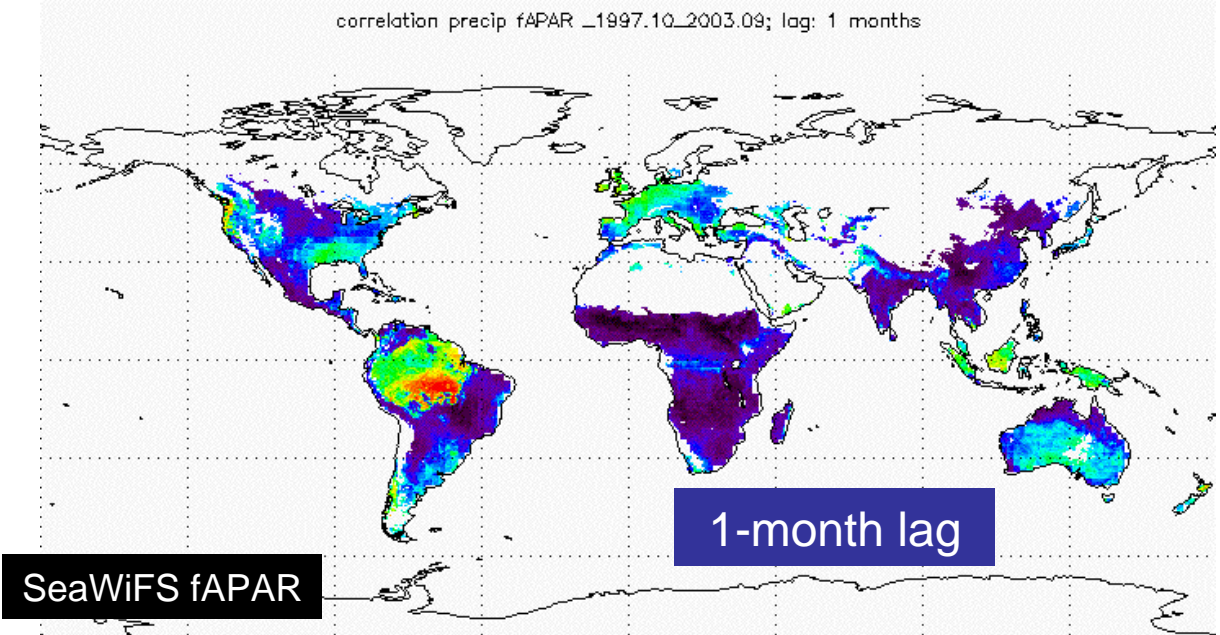 correlation precip fAPAR _1997.10_2003.09; lag: 1 months
1-month lag
SeaWiFS fAPAR